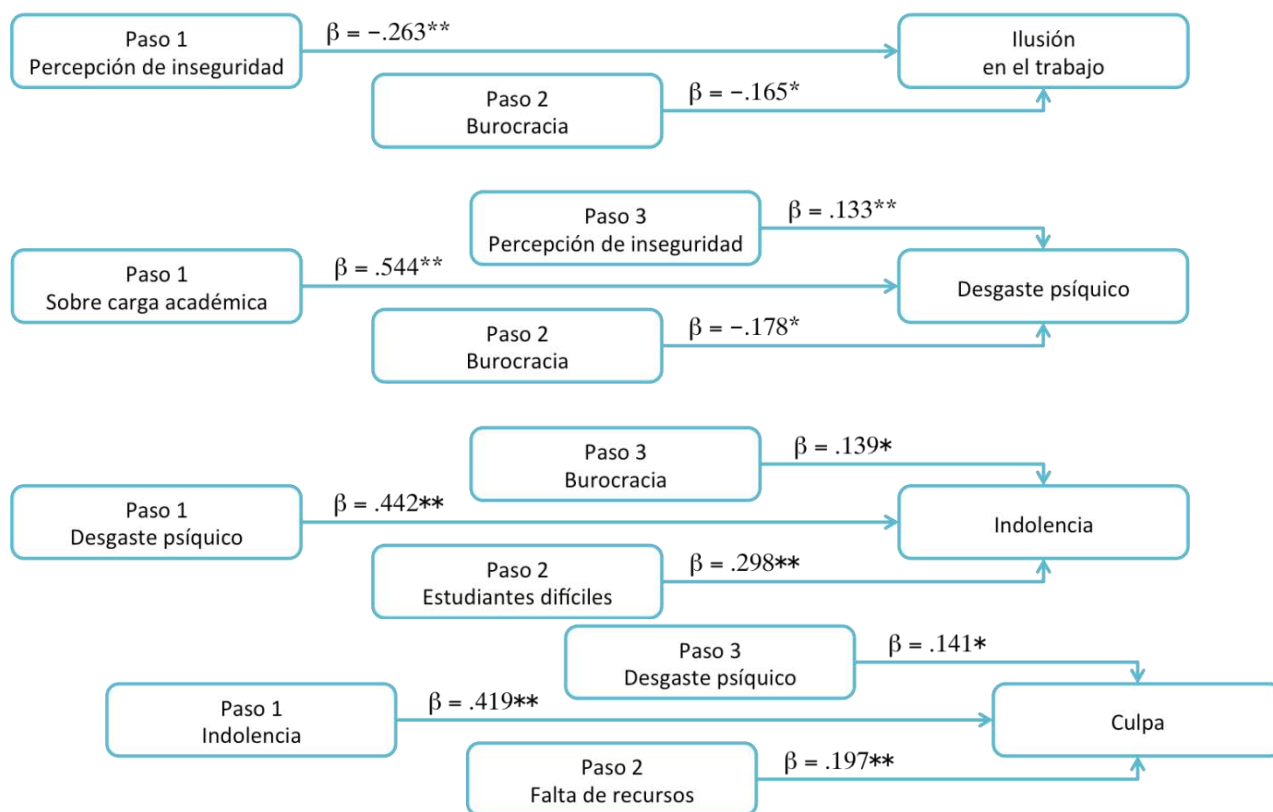 Paso 1
Percepción de inseguridad
β = −.263**
Ilusión
en el trabajo
Paso 2
Burocracia
β = −.165*
Paso 3
Percepción de inseguridad
β = .133**
Paso 1
Sobre carga académica
β = .544**
Desgaste psíquico
Paso 2
Burocracia
β = −.178*
Paso 3
Burocracia
β = .139*
Paso 1
Desgaste psíquico
β = .442**
Indolencia
Paso 2
Estudiantes difíciles
β = .298**
Paso 3
Desgaste psíquico
β = .141*
Paso 1
Indolencia
β = .419**
Culpa
Paso 2
Falta de recursos
β = .197**